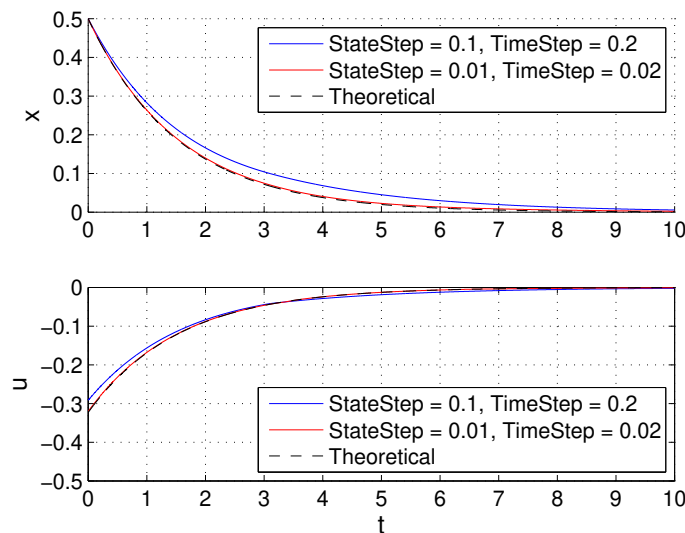 0.5
0.4
0.3
0.2
0.1
0
x
StateStep = 0.1, TimeStep = 0.2
StateStep = 0.01, TimeStep = 0.02
Theoretical
0 1 2 3 4 5 6 7 8 9 10
0
−0.1
−0.2
−0.3
−0.4
−0.5
u
StateStep = 0.1, TimeStep = 0.2
StateStep = 0.01, TimeStep = 0.02
Theoretical
0 1 2 3 4 5 6 7 8 9 10
t